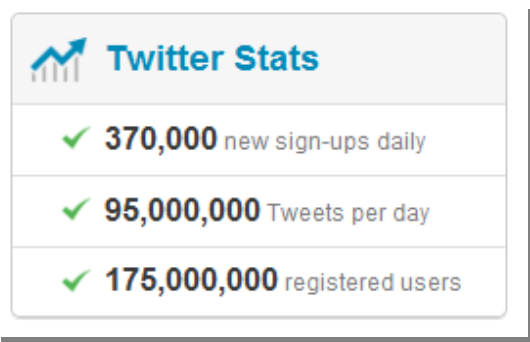 Twitter Stats
370,000 new sign-ups daily
95,000,000 Tweets per day
175,000,000 registered users